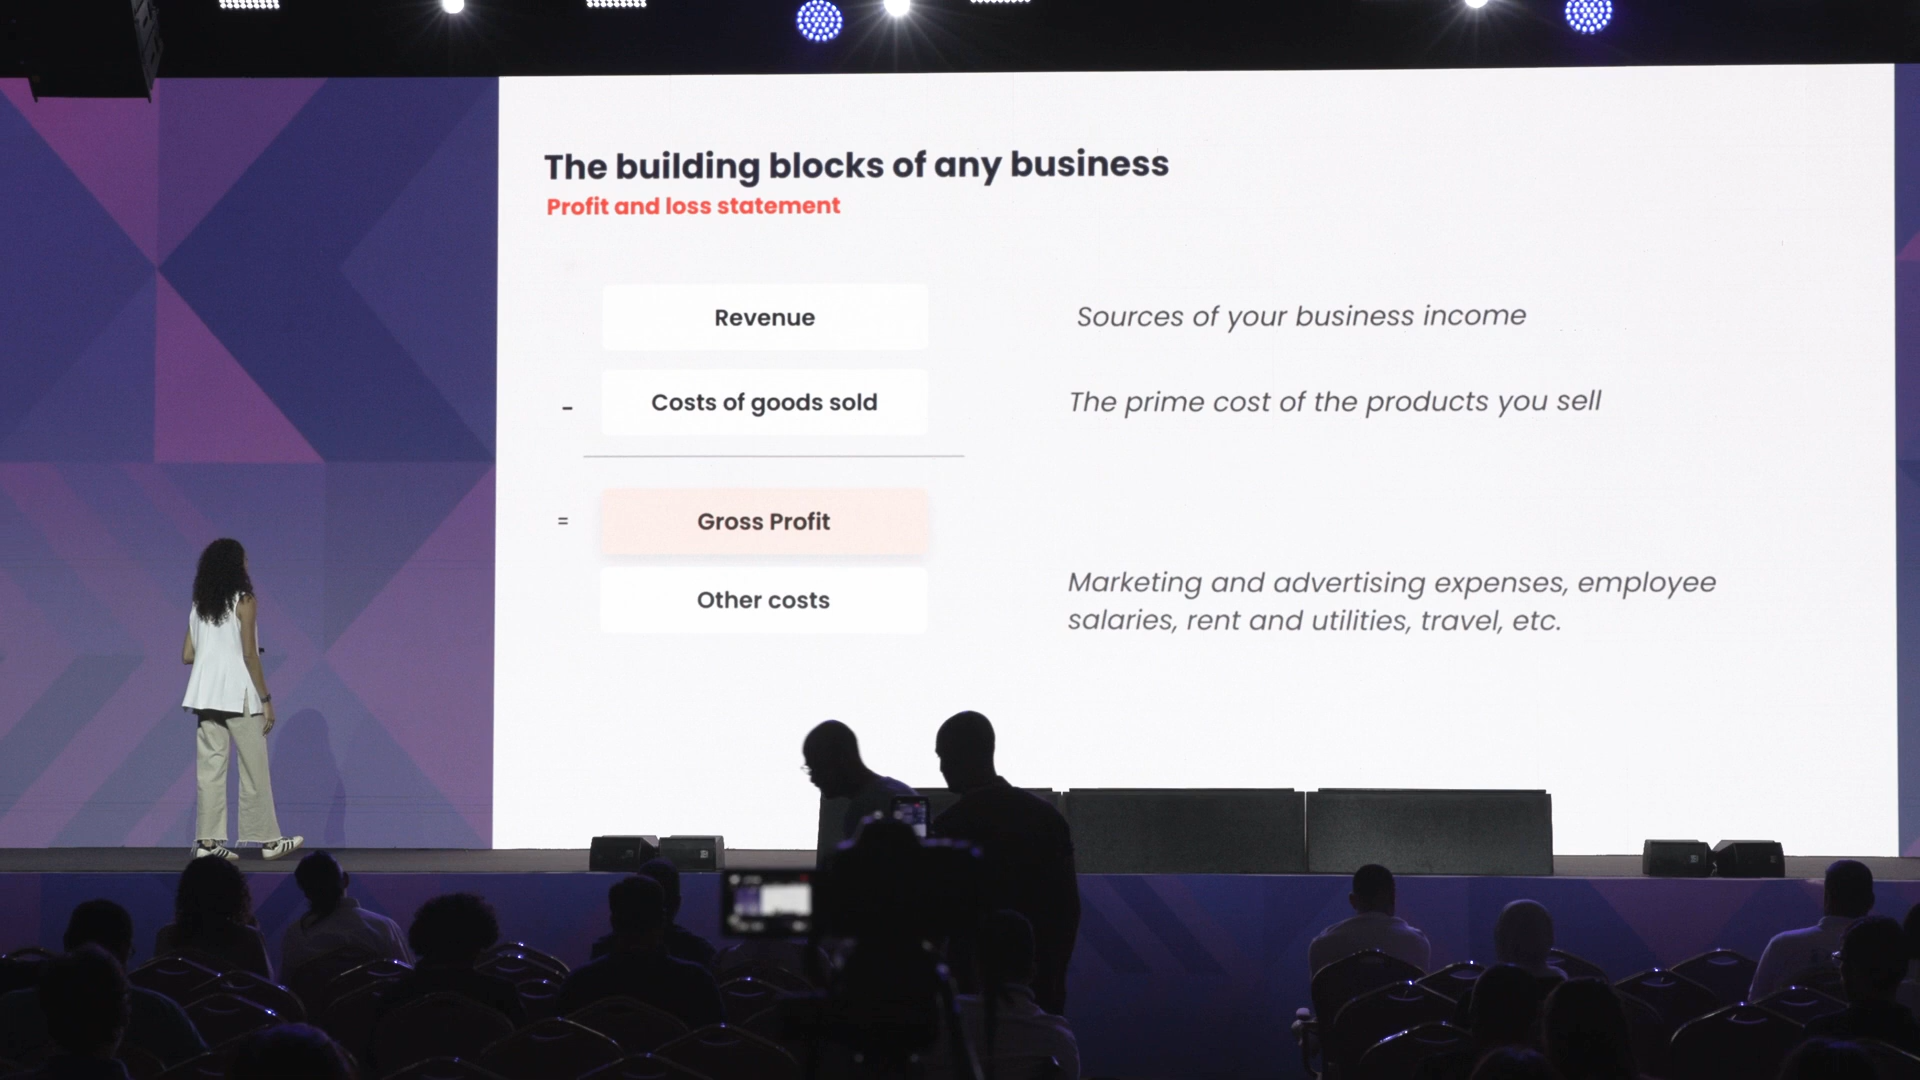 The building blocks of any business
Profit and loss statement
Revenue
Sources of your business income
- Costs of goods sold
The prime cost of the products you sell
= Gross Profit
Other costs
Marketing and advertising expenses, employee
salaries, rent and utilities, travel, etc.